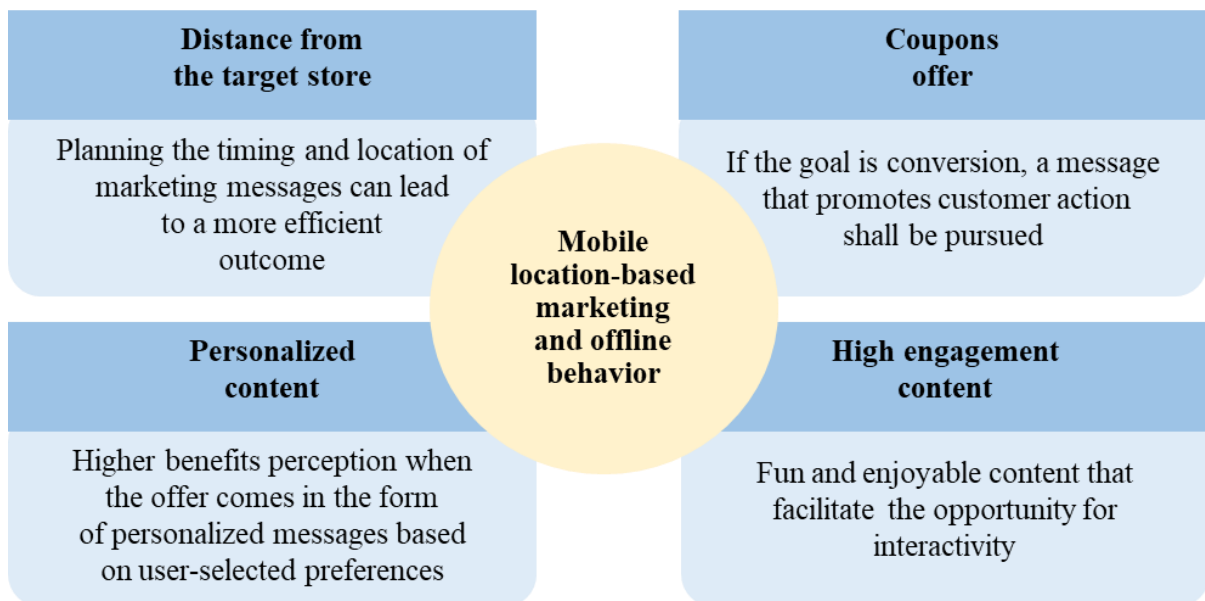 Distance from
the target store
Planning the timing and location of
marketing messages can lead
to a more efficient
outcome
Coupons
offer
If the goal is conversion, a message
that promotes customer action
shall be pursued
Mobile
location-based
marketing
and offline
behavior
Personalized
content
Higher benefits perception when
the offer comes in the form
of personalized messages based
on user-selected preferences
High engagement
content
Fun and enjoyable content that
facilitate the opportunity for
interactivity